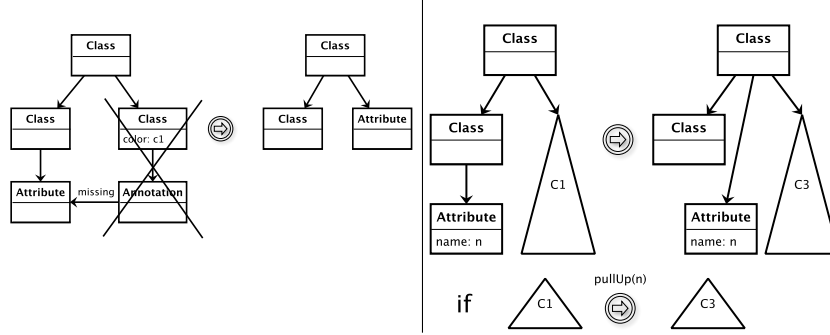 Class
Class
Class
color: c1
Attribute
missing
Annotation
Class
Class
Attribute
Class
Class
C1
Attribute
name: n
Class
Class
C3
Attribute
name: n
if
C1
pullUp(n)
C3